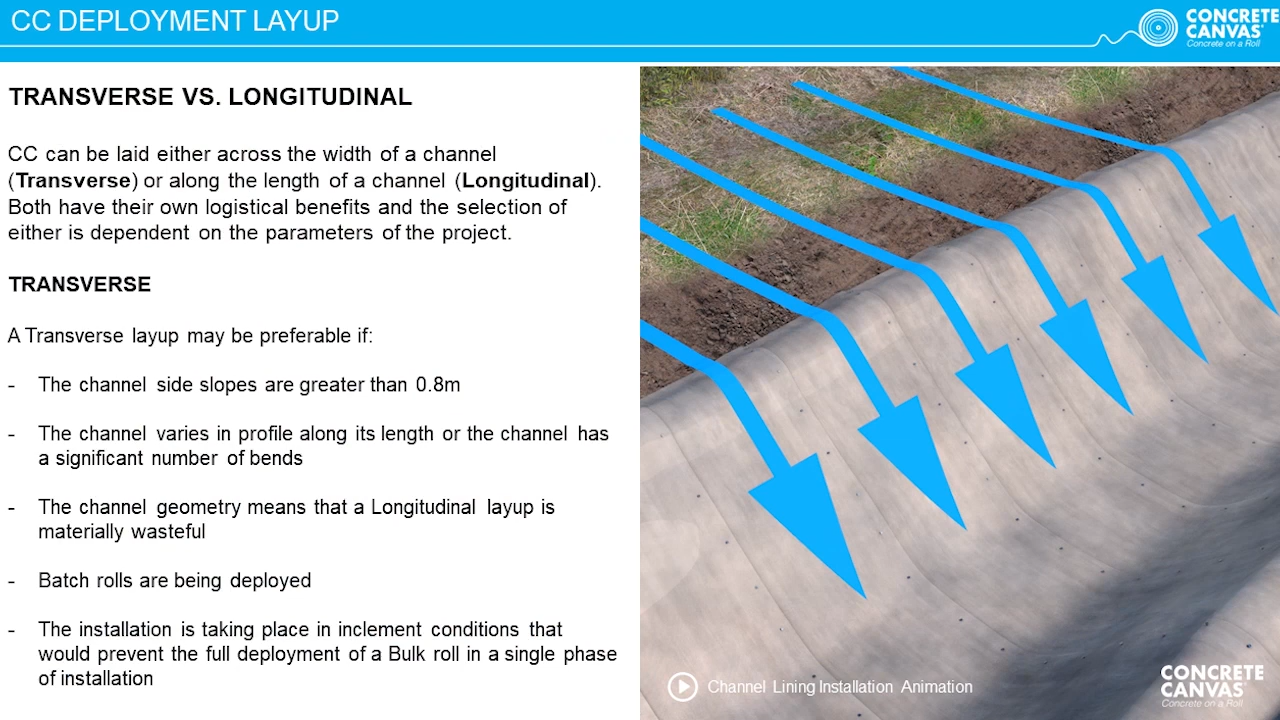 CC DEPLOYMENT LAYUP
CONCRETE
CANVAS
Concrete on a Roll
TRANSVERSE VS. LONGITUDINAL
CC can be laid either across the width of a channel
(Transverse) or along the length of a channel (Longitudinal).
Both have their own logistical benefits and the selection of
either is dependent on the parameters of the project.
TRANSVERSE
A Transverse layup may be preferable if:
- The channel side slopes are greater than 0.8m
- The channel varies in profile along its length or the channel has
a significant number of bends
- The channel geometry means that a Longitudinal layup is
materially wasteful
- Batch rolls are being deployed
- The installation is taking place in inclement conditions that
would prevent the full deployment of a Bulk roll in a single phase
of installation
Channel Lining Installation Animation
CONCRETE
CANVAS
Concrete on a Roll